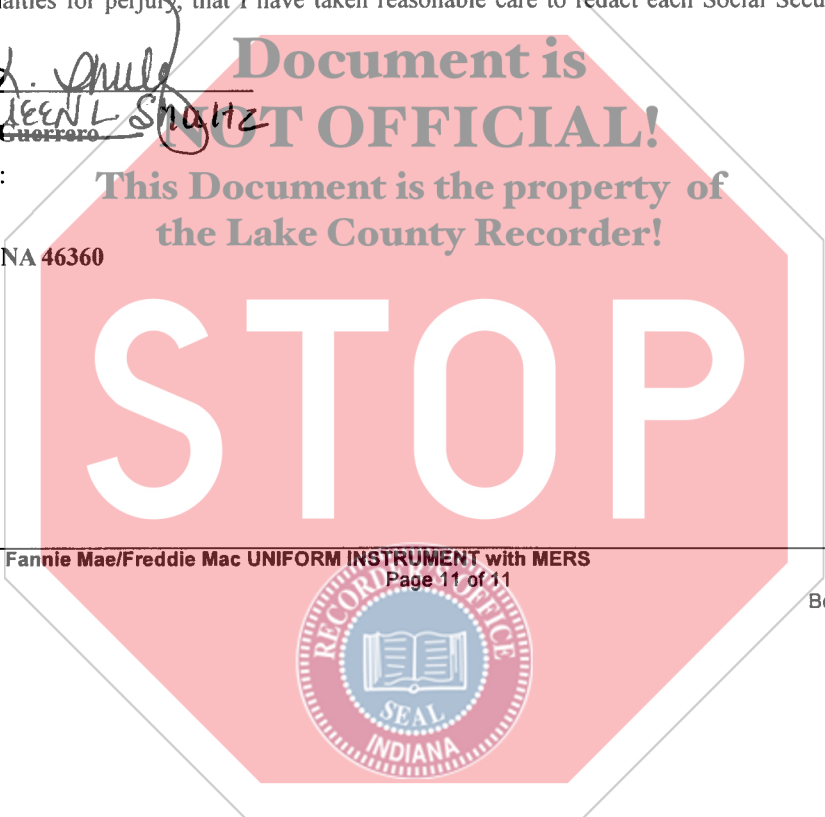 alties for perjury, that I have taken reasonable care to redact each Social Secu
Document is
NOT OFFICIAL!
Guerrero
This Document is the property of
:
the Lake County Recorder!
NA 46360
STOP
Fannie Mae/Freddie Mac UNIFORM INSTRUMENT with MERS
Page 11 of 11
RECORDER'S OFFICE
SEAL
INDIANA